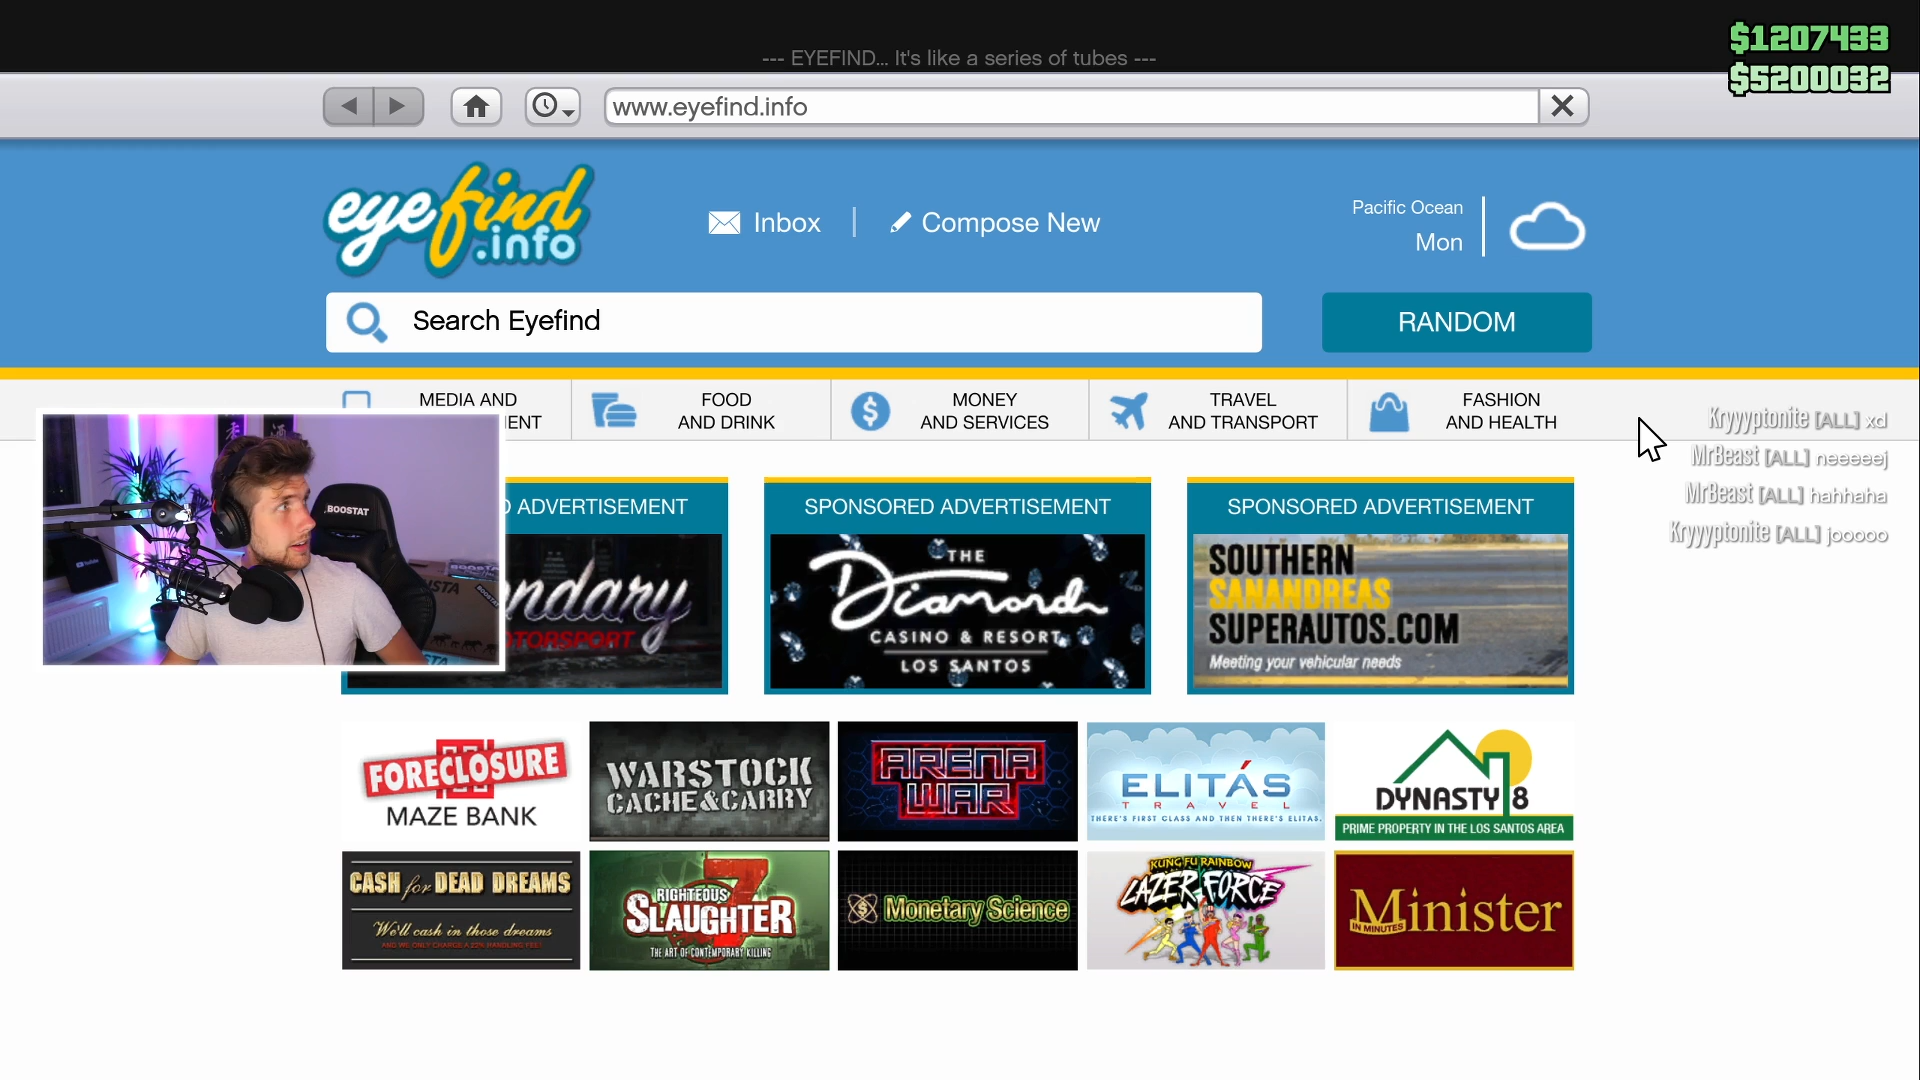 $1207433
$5200032
--- EYEFIND... It's like a series of tubes ---
www.eyefind.info
eyefind
.info
Inbox
Compose New
Pacific Ocean
Mon
Search Eyefind
RANDOM
MEDIA AND
ENT
FOOD
AND DRINK
MONEY
AND SERVICES
TRAVEL
AND TRANSPORT
FASHION
AND HEALTH
Kryyyptonite [ALL] xd
MrBeast [ALL] neeeeej
MrBeast [ALL] hahhaha
Kryyyptonite [ALL] jooooo
BOOSTAT
D ADVERTISEMENT
ndary
TORSPORT
SPONSORED ADVERTISEMENT
THE
Diamond
CASINO & RESORT
LOS SANTOS
SPONSORED ADVERTISEMENT
SOUTHERN
SANANDREAS
SUPERAUTOS.COM
Meeting your vehicular needs
FORECLOSURE
MAZE BANK
WARSTOCK
CACHE&CARRY
ARENA
WAR
ELITÁS
TRAVEL
THERE'S FIRST CLASS AND THEN THERE'S ELITAS.
DYNASTY 8
PRIME PROPERTY IN THE LOS SANTOS AREA
CASH for DEAD DREAMS
We'll cash in those dreams
AND WE ONLY CHARGE A 22% HANDLING FEE!
7
RIGHTEOUS
SLAUGHTER
THE ART OF CONTEMPORARY KILLING
Monetary Science
KUNG FU RAINBOW
LAZER FORCE
Minister
IN MINUTES